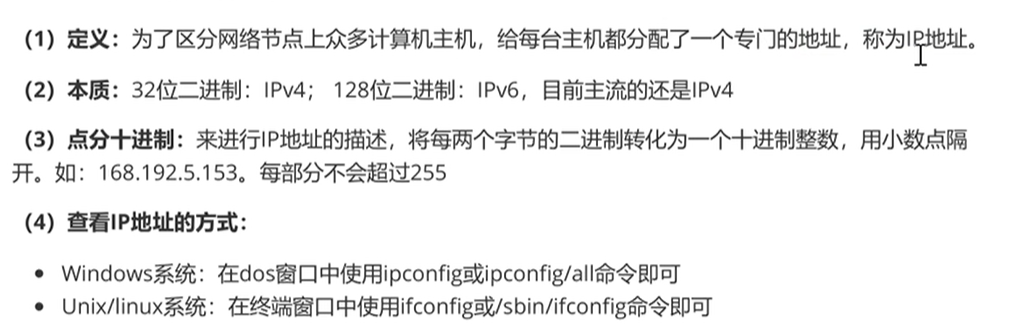 （1）定义：为了区分网络节点上众多计算机主机，给每台主机都分配了一个专门的地址，称为IP地址。
（2）本质：32位二进制：IPv4； 128位二进制：IPv6，目前主流的还是IPv4
（3）点分十进制：来进行IP地址的描述，将每两个字节的二进制转化为一个十进制整数，用小数点隔
开。如：168.192.5.153。每部分不会超过255
（4）查看IP地址的方式：
• Windows系统：在dos窗口中使用ipconfig或ipconfig/all命令即可
• Unix/linux系统：在终端窗口中使用ifconfig或/sbin/ifconfig命令即可